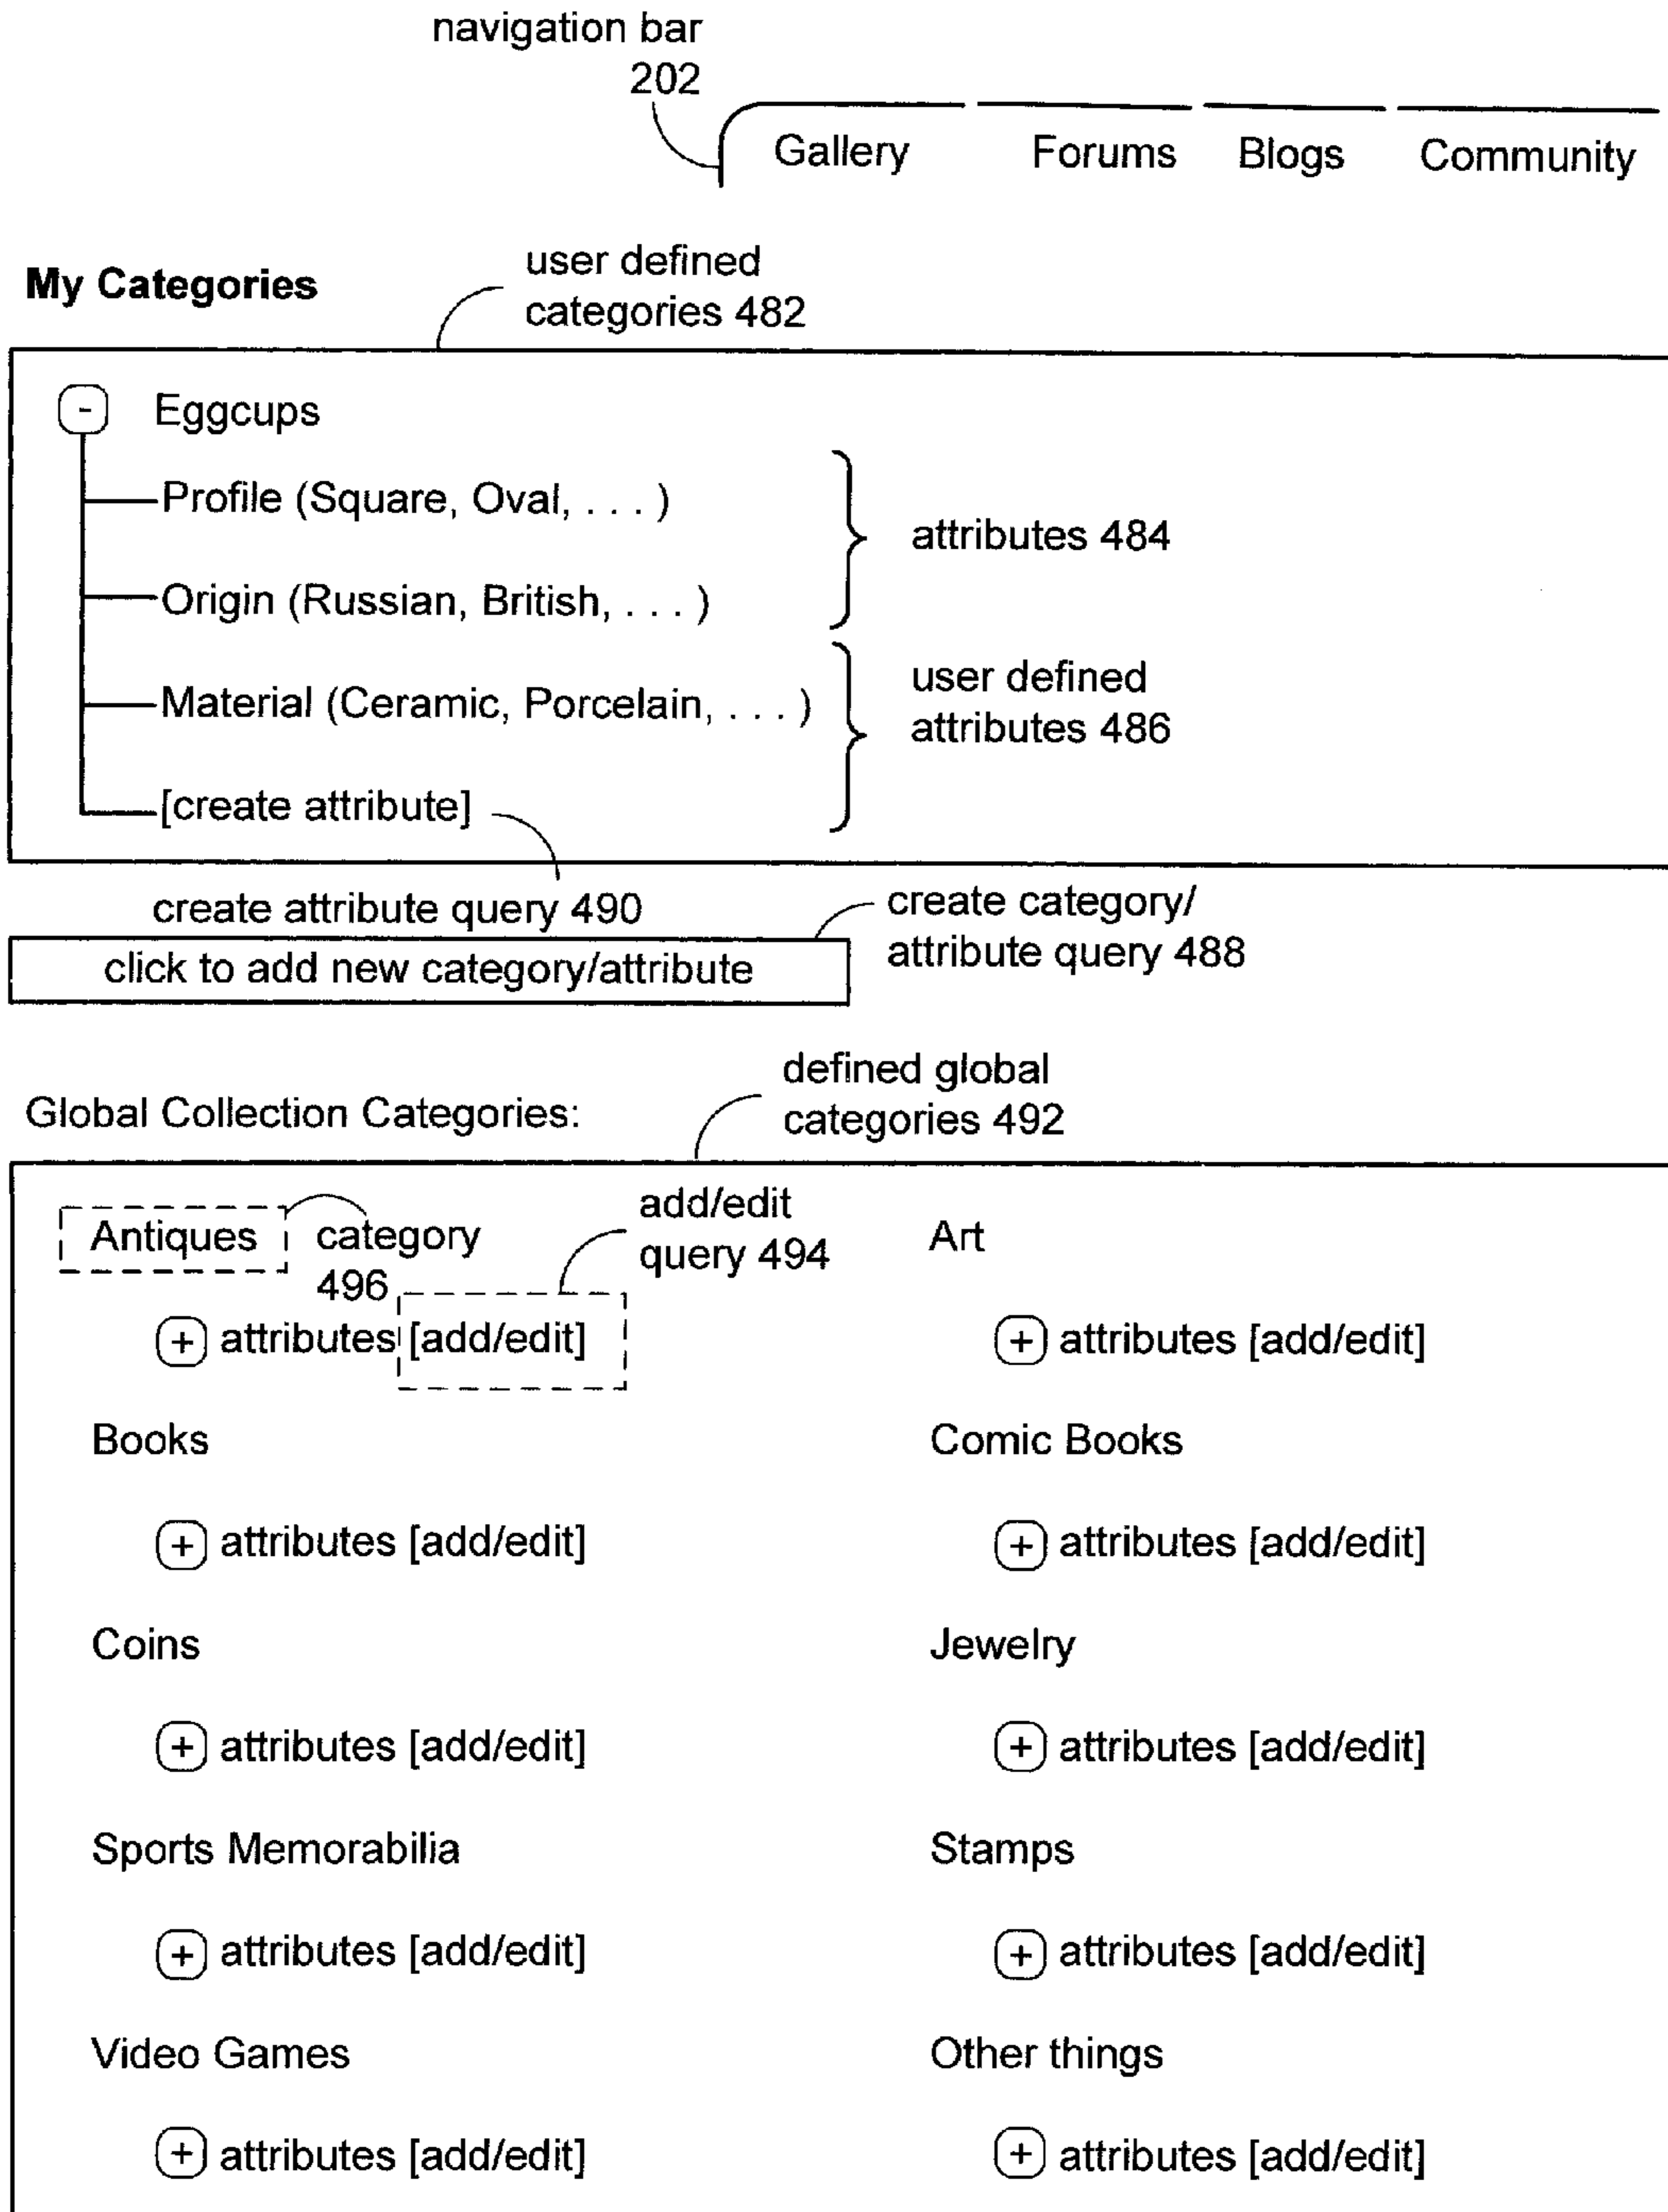 navigation bar
202
Gallery Forums Blogs Community
My Categories
user defined
categories 482
- Eggcups
Profile (Square, Oval, . . . )
Origin (Russian, British, . . . )
attributes 484
Material (Ceramic, Porcelain, . . . )
[create attribute]
user defined
attributes 486
create attribute query 490
create category/
attribute query 488
click to add new category/attribute
defined global
categories 492
Global Collection Categories:
Antiques
category
496
add/edit
query 494
Art
+ attributes [add/edit]
+ attributes [add/edit]
Books
Comic Books
+ attributes [add/edit]
+ attributes [add/edit]
Coins
Jewelry
+ attributes [add/edit]
+ attributes [add/edit]
Sports Memorabilia
Stamps
+ attributes [add/edit]
+ attributes [add/edit]
Video Games
Other things
+ attributes [add/edit]
+ attributes [add/edit]